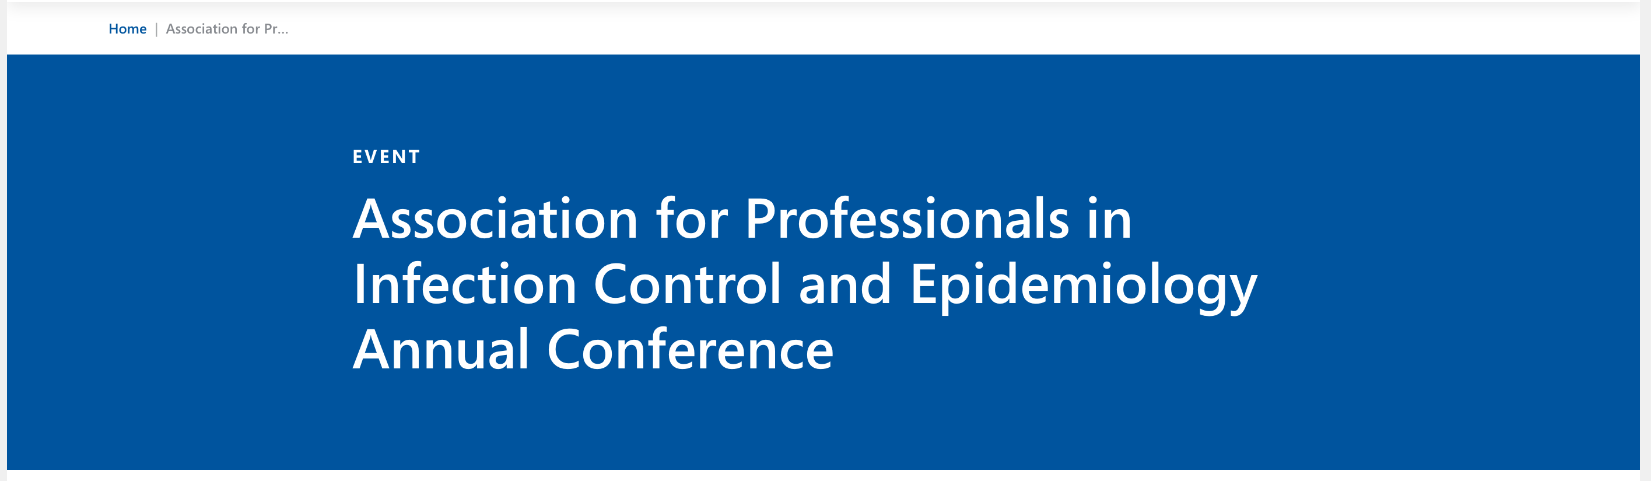 Home | Association for Pr...
EVENT
Association for Professionals in
Infection Control and Epidemiology
Annual Conference